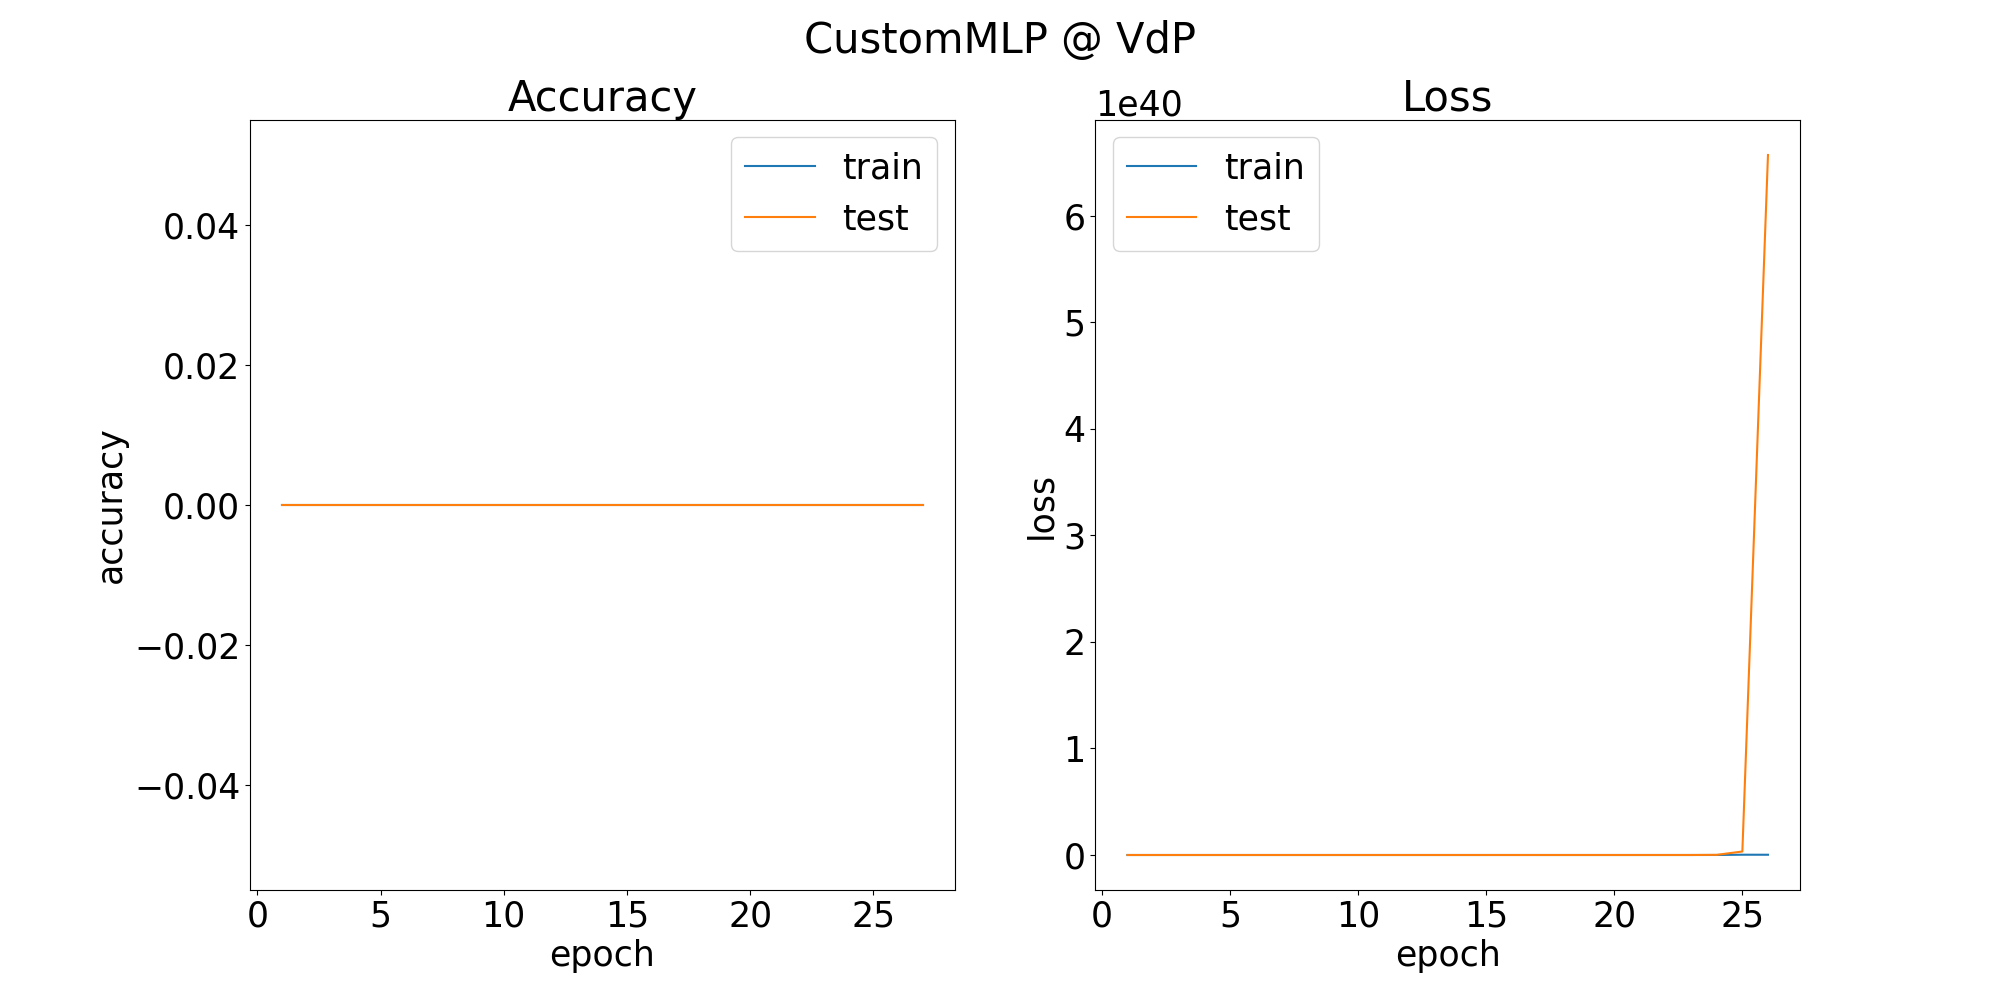 CustomMLP @ VdP
Accuracy
train
test
0.04
0.02
0.00
−0.02
−0.04
accuracy
0 5 10 15 20 25
epoch
1e40
Loss
train
test
6
5
4
3
2
1
0
loss
0 5 10 15 20 25
epoch